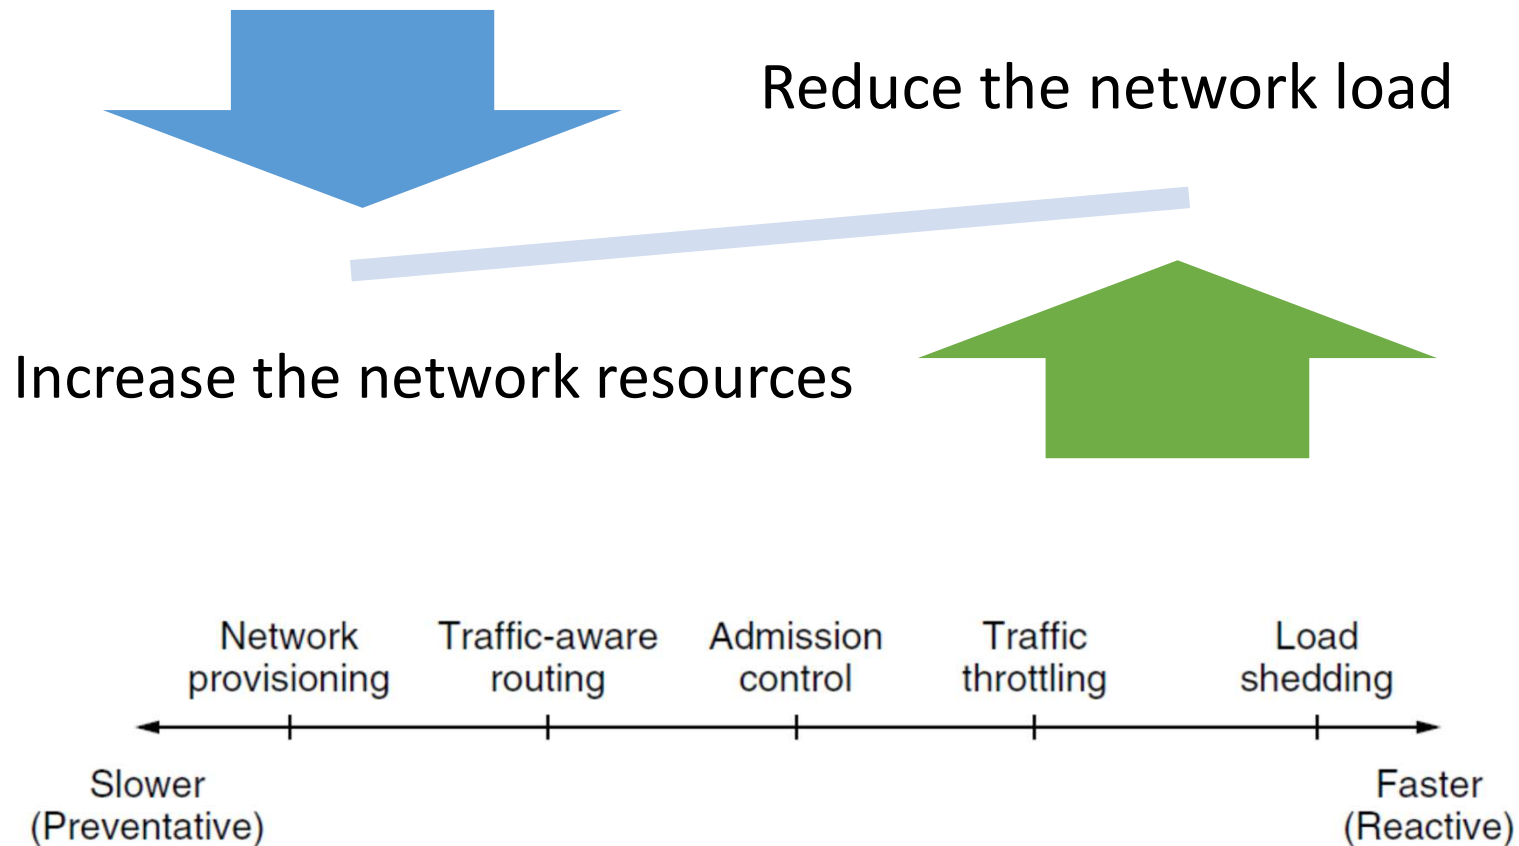 Reduce the network load
Increase the network resources
Network
provisioning
Traffic-aware
routing
Admission
control
Traffic
throttling
Load
shedding
Slower
(Preventative)
Faster
(Reactive)